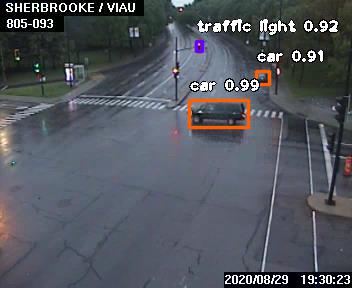 SHERBROOKE / VIAU
805-093
traffic light 0.92
car 0.91
car 0.99
2020/08/29 19:30:23